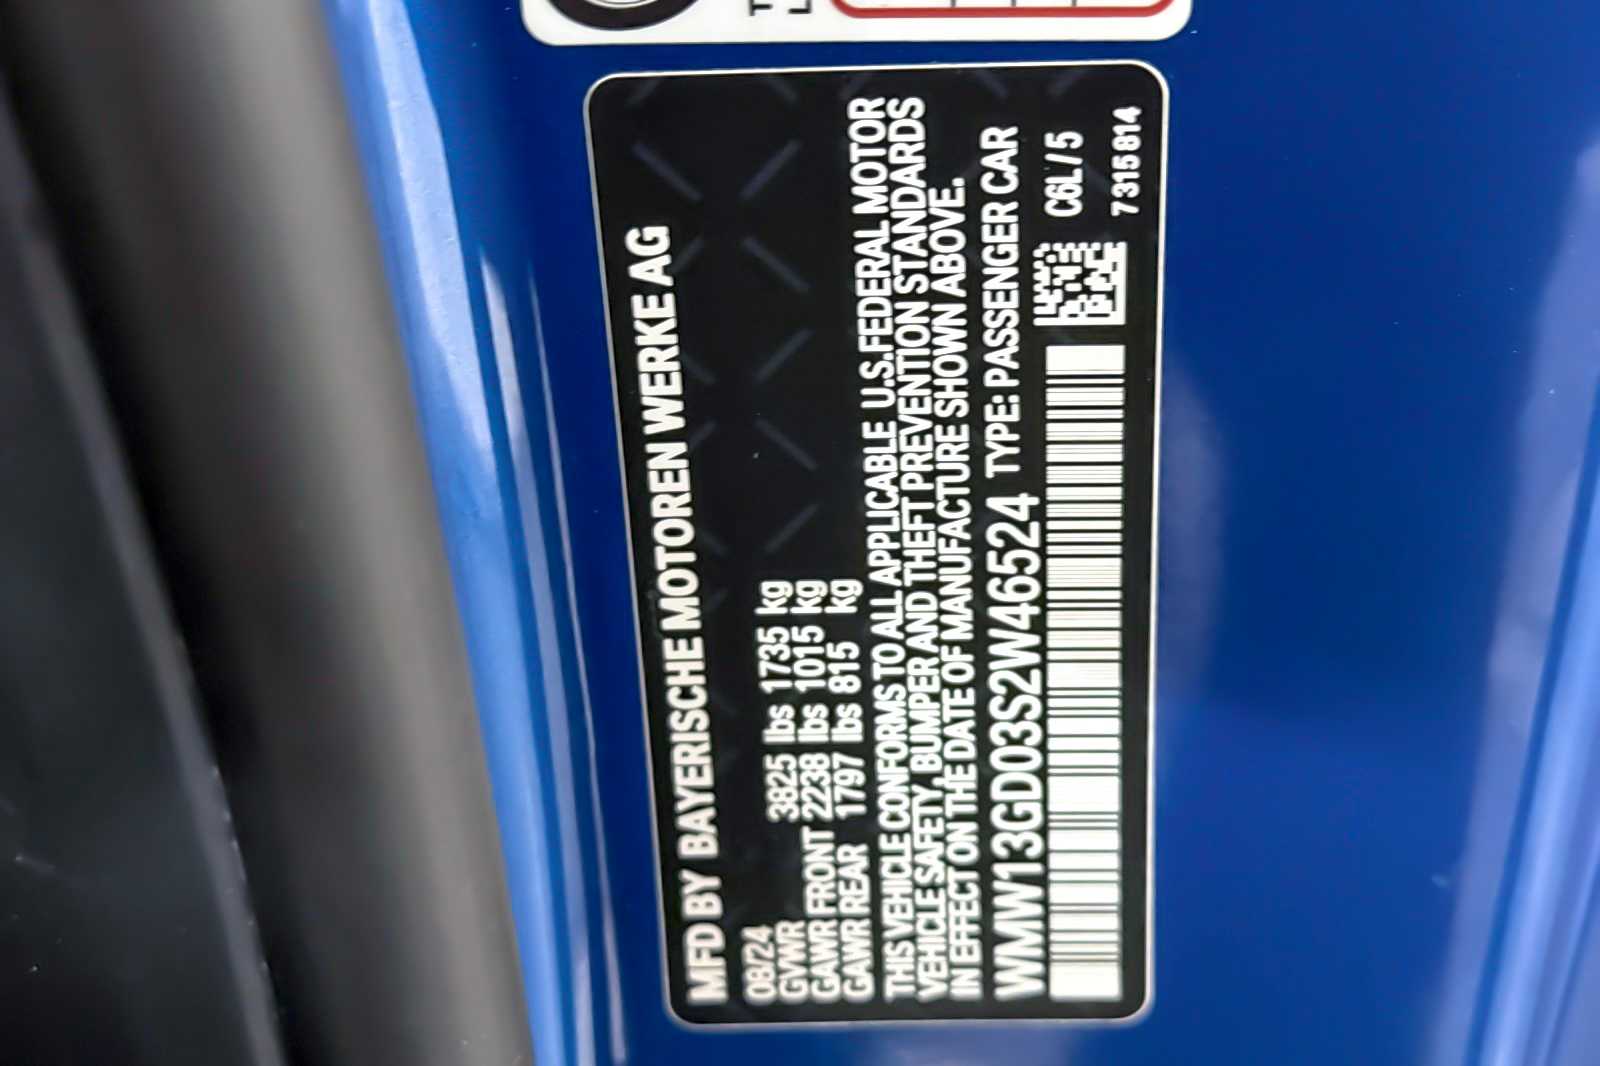 MFD BY BAYERISCHE MOTOREN WERKE AG
08/24
GVWR 3825 lbs 1735 kg
GAWR FRONT 2238 lbs 1015 kg
GAWR REAR 1797 lbs 815 kg
THIS VEHICLE CONFORMS TO ALL APPLICABLE U.S.FEDERAL MOTOR
VEHICLE SAFETY, BUMPER AND THEFT PREVENTION STANDARDS
IN EFFECT ON THE DATE OF MANUFACTURE SHOWN ABOVE.
WMW13GD03S2W46524 TYPE: PASSENGER CAR
C6L/5
7315814